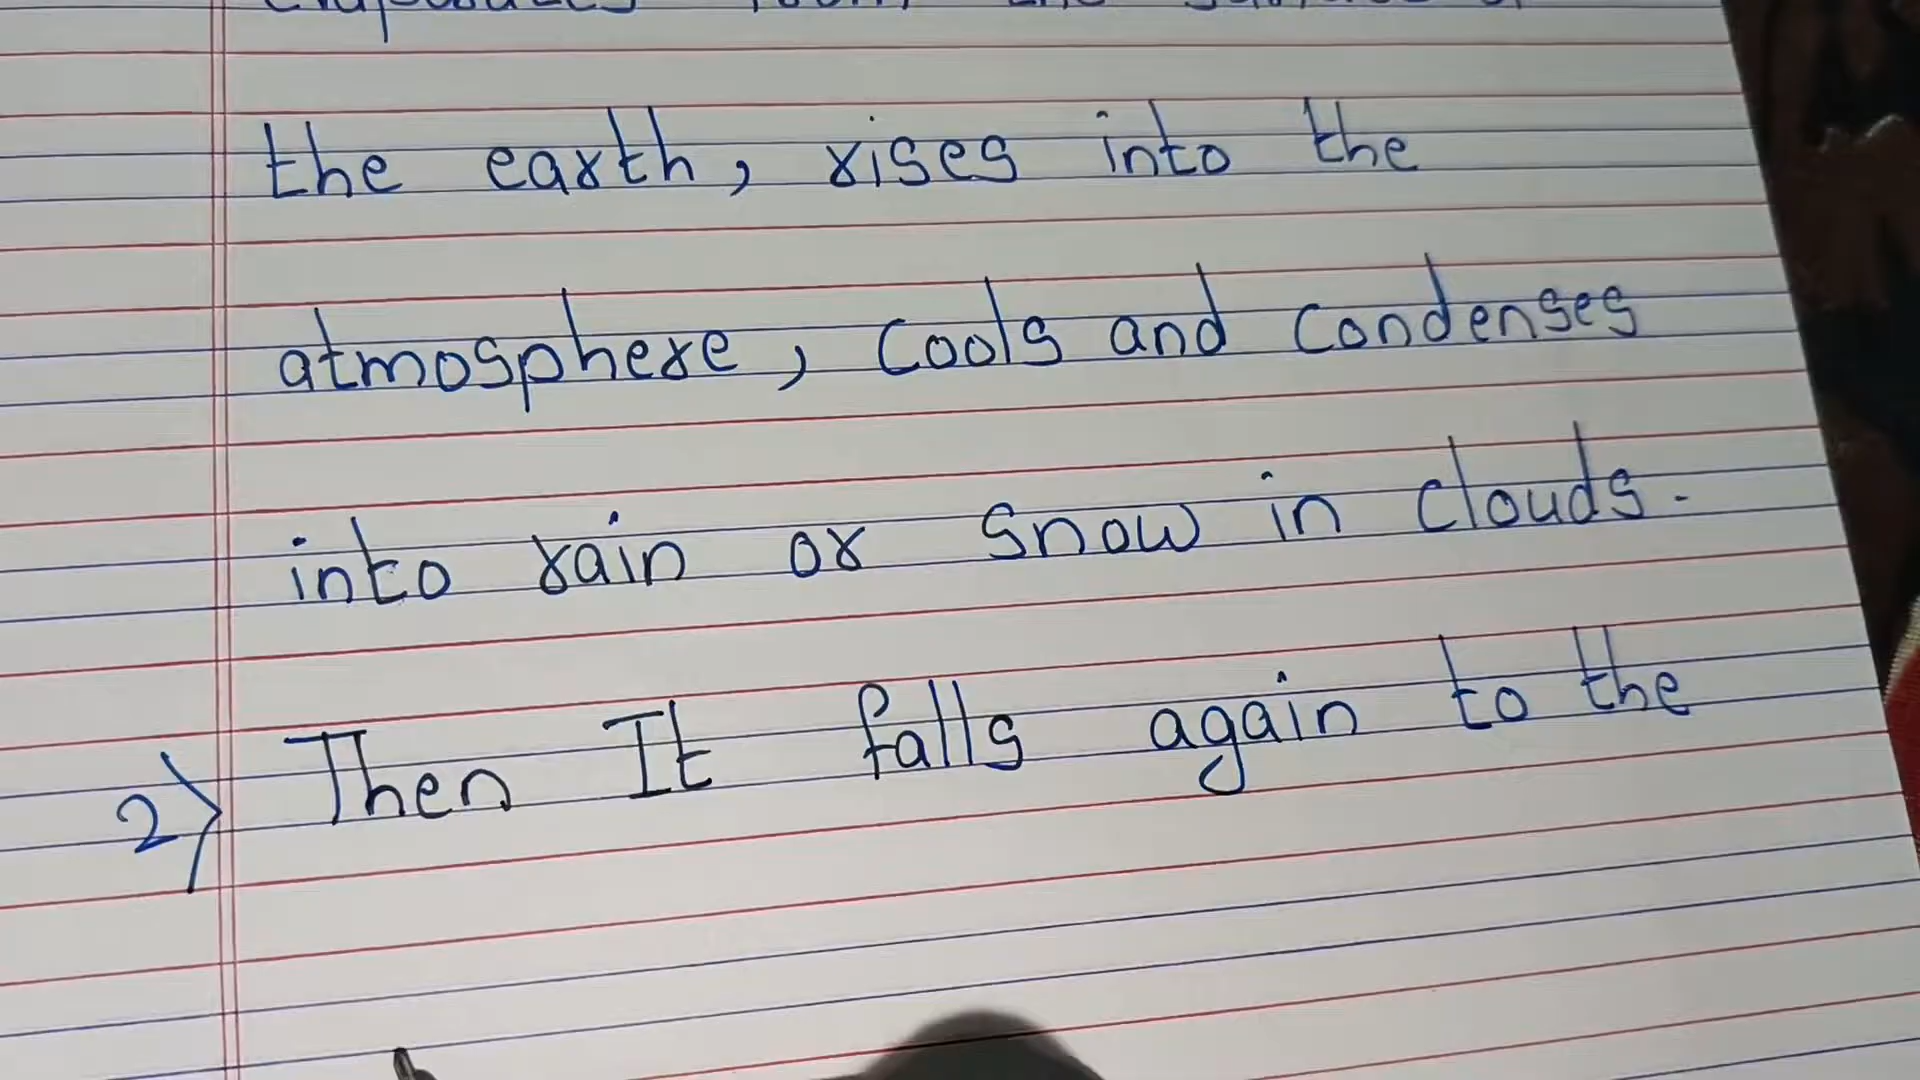 the earth, rises into the
atmosphere, cools and condenses
into rain or snow in clouds.
2) Then It falls again to the